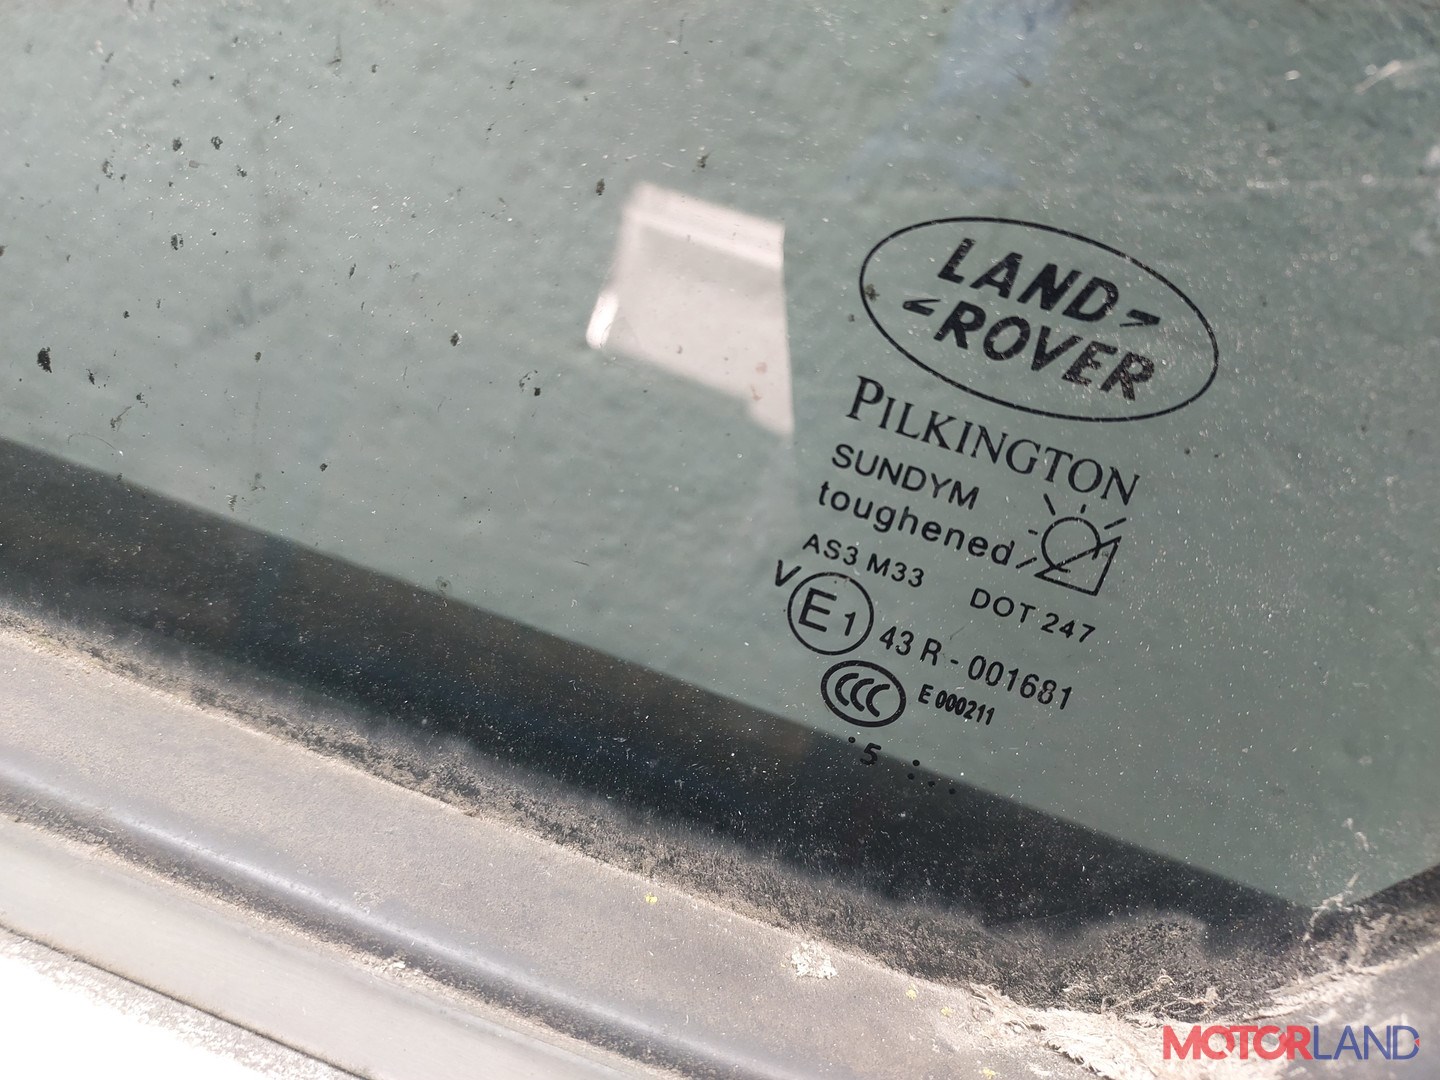 LAND
ROVER
PILKINGTON
SUNDYM
toughened
AS3 M33 DOT 247
V E1 43 R - 001681
CCC E 000211
5
MOTORLAND